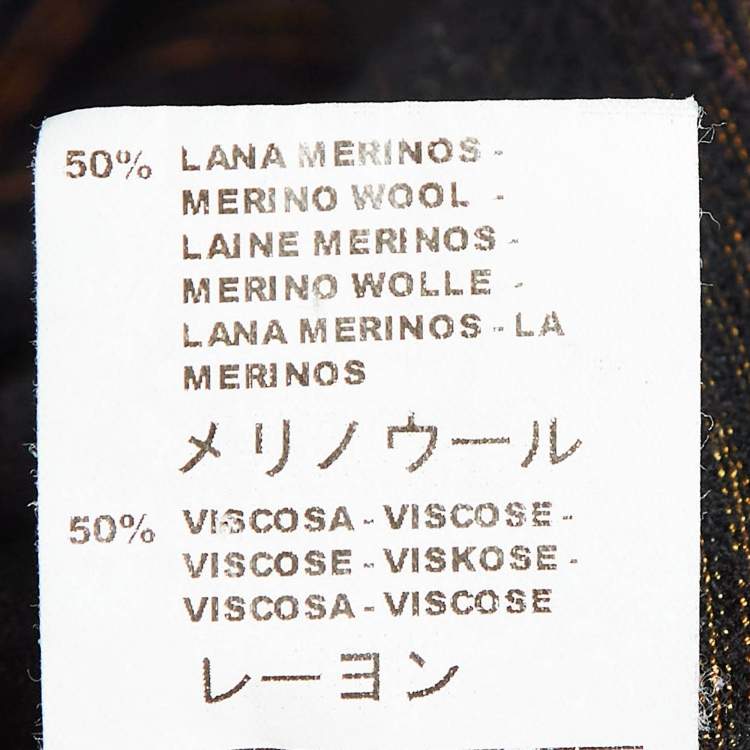 50% LANA MERINOS -
MERINO WOOL -
LAINE MERINOS -
MERINO WOLLE -
LANA MERINOS - LA
MERINOS
メリノウール
50% VISCOSA - VISCOSE -
VISCOSE - VISKOSE -
VISCOSA - VISCOSE
レーヨン